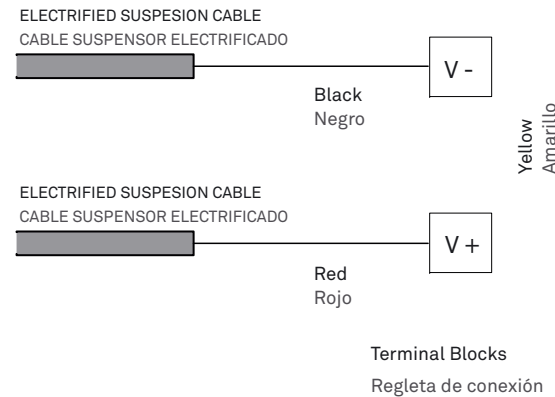 ELECTRIFIED SUSPESION CABLE
CABLE SUSPENSOR ELECTRIFICADO
V -
Black
Negro
Yellow
Amarillo
ELECTRIFIED SUSPESION CABLE
CABLE SUSPENSOR ELECTRIFICADO
V +
Red
Rojo
Terminal Blocks
Regleta de conexión